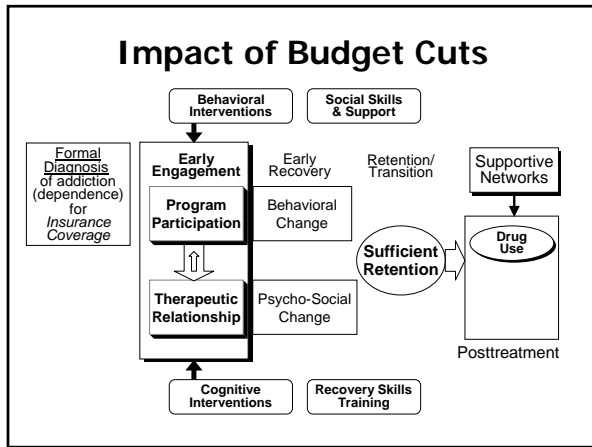 Impact of Budget Cuts
Behavioral
Interventions
Social Skills
& Support
Formal
Diagnosis
of addiction
(dependence)
for
Insurance
Coverage
Early
Engagement
Early
Recovery
Retention/
Transition
Supportive
Networks
Program
Participation
Behavioral
Change
Sufficient
Retention
Drug
Use
Therapeutic
Relationship
Psycho-Social
Change
Posttreatment
Cognitive
Interventions
Recovery Skills
Training